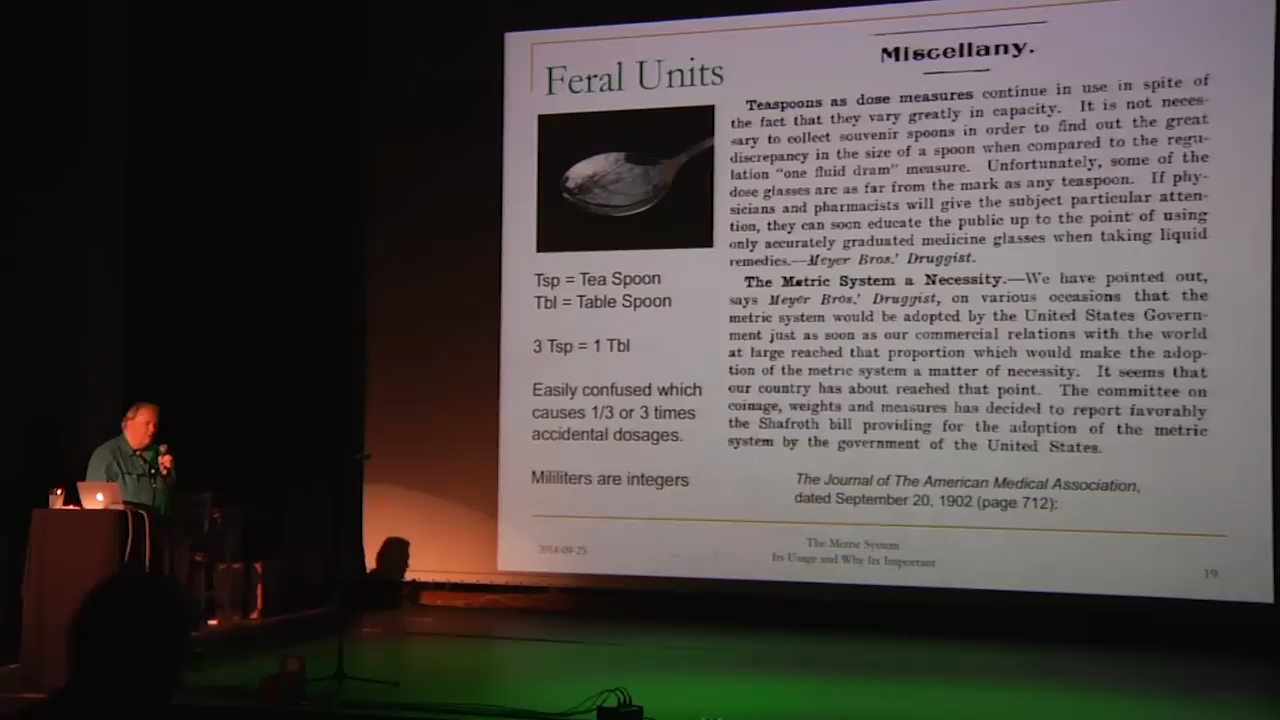 Feral Units
Tsp = Tea Spoon
Tbl = Table Spoon
3 Tsp = 1 Tbl
Easily confused which
causes 1/3 or 3 times
accidental dosages.
Mililiters are integers
Miscellany.
Teaspoons as dose measures continue in use in spite of
the fact that they vary greatly in capacity. It is not neces-
sary to collect souvenir spoons in order to find out the great
discrepancy in the size of a spoon when compared to the regu-
lation "one fluid dram" measure. Unfortunately, some of the
dose glasses are as far from the mark as any teaspoon. If phy-
sicians and pharmacists will give the subject particular atten-
tion, they can soon educate the public up to the point of using
only accurately graduated medicine glasses when taking liquid
remedies.—Meyer Bros.' Druggist.
The Metric System a Necessity.—We have pointed out,
says Meyer Bros.' Druggist, on various occasions that the
metric system would be adopted by the United States Govern-
ment just as soon as our commercial relations with the world
at large reached that proportion which would make the adop-
tion of the metric system a matter of necessity. It seems that
our country has about reached that point. The committee on
coinage, weights and measures has decided to report favorably
the Shafroth bill providing for the adoption of the metric
system by the government of the United States.
The Journal of The American Medical Association,
dated September 20, 1902 (page 712):
2014-09-25
The Metric System
Its Usage and Why Its Important
19